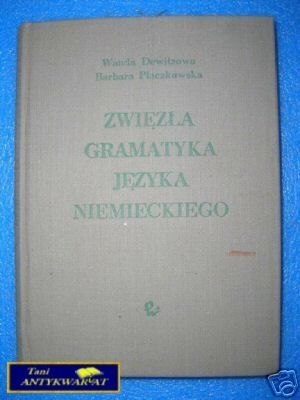 Wanda Dewitzowa
Barbara Płaczkowska
ZWIĘZŁA
GRAMATYKA
JĘZYKA
NIEMIECKIEGO
Tani
ANTYKWARIAT